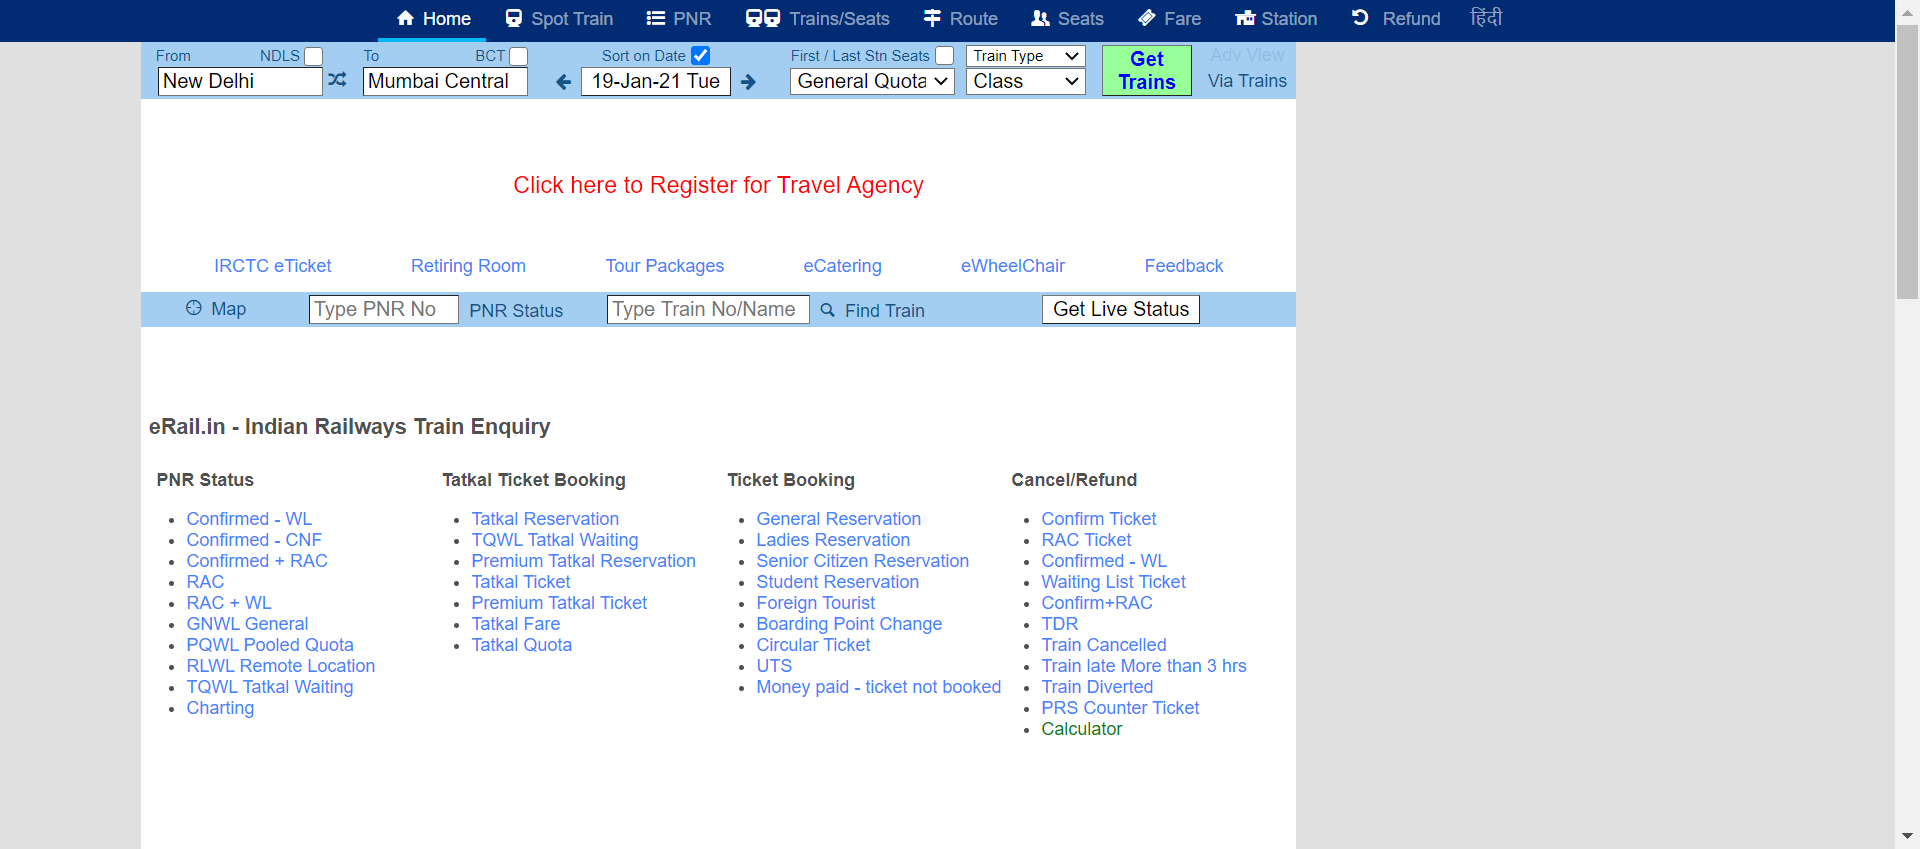 Home Spot Train PNR Trains/Seats Route Seats Fare Station Refund हिंदी
From NDLS To BCT Sort on Date First / Last Stn Seats Train Type Get Trains Adv View
New Delhi Mumbai Central 19-Jan-21 Tue General Quota Class Via Trains
Click here to Register for Travel Agency
IRCTC eTicket Retiring Room Tour Packages eCatering eWheelChair Feedback
Map Type PNR No PNR Status Type Train No/Name Find Train Get Live Status
eRail.in - Indian Railways Train Enquiry
PNR Status
Confirmed - WL
Confirmed - CNF
Confirmed + RAC
RAC
RAC + WL
GNWL General
PQWL Pooled Quota
RLWL Remote Location
TQWL Tatkal Waiting
Charting
Tatkal Ticket Booking
Tatkal Reservation
TQWL Tatkal Waiting
Premium Tatkal Reservation
Tatkal Ticket
Premium Tatkal Ticket
Tatkal Fare
Tatkal Quota
Ticket Booking
General Reservation
Ladies Reservation
Senior Citizen Reservation
Student Reservation
Foreign Tourist
Boarding Point Change
Circular Ticket
UTS
Money paid - ticket not booked
Cancel/Refund
Confirm Ticket
RAC Ticket
Confirmed - WL
Waiting List Ticket
Confirm+RAC
TDR
Train Cancelled
Train late More than 3 hrs
Train Diverted
PRS Counter Ticket
Calculator